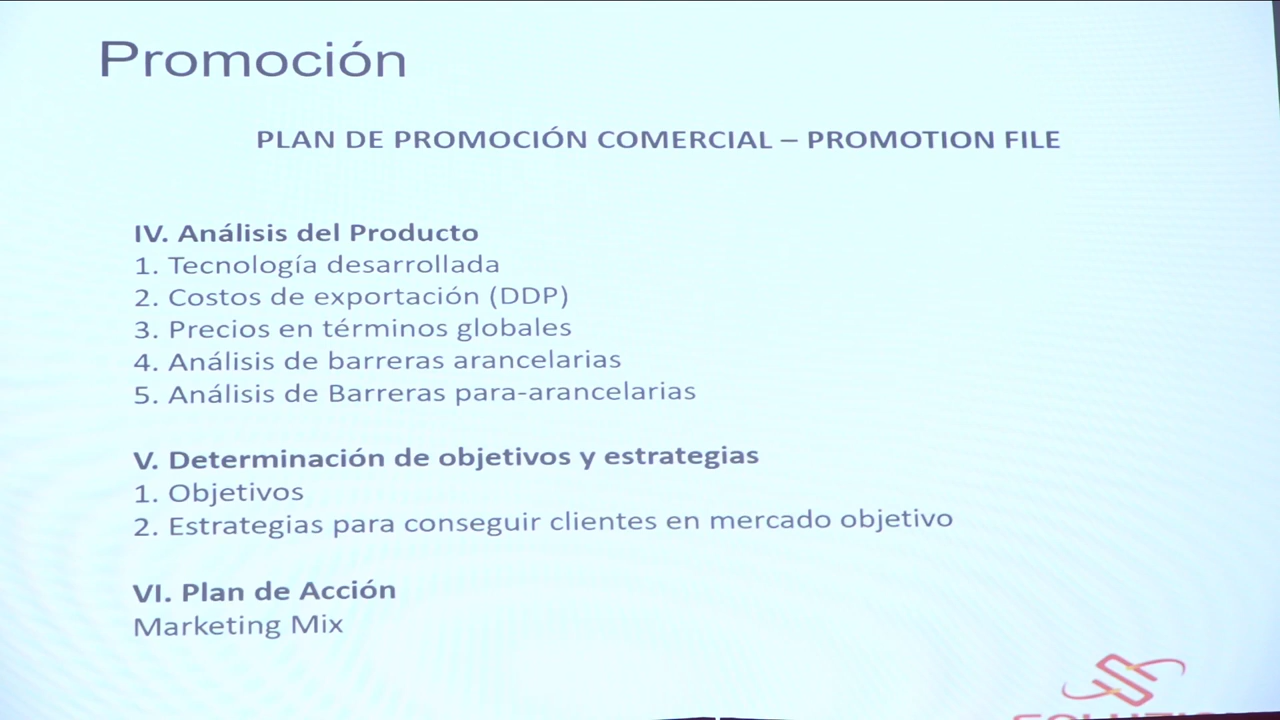 Promoción
PLAN DE PROMOCIÓN COMERCIAL – PROMOTION FILE
IV. Análisis del Producto
1. Tecnología desarrollada
2. Costos de exportación (DDP)
3. Precios en términos globales
4. Análisis de barreras arancelarias
5. Análisis de Barreras para-arancelarias
V. Determinación de objetivos y estrategias
1. Objetivos
2. Estrategias para conseguir clientes en mercado objetivo
VI. Plan de Acción
Marketing Mix